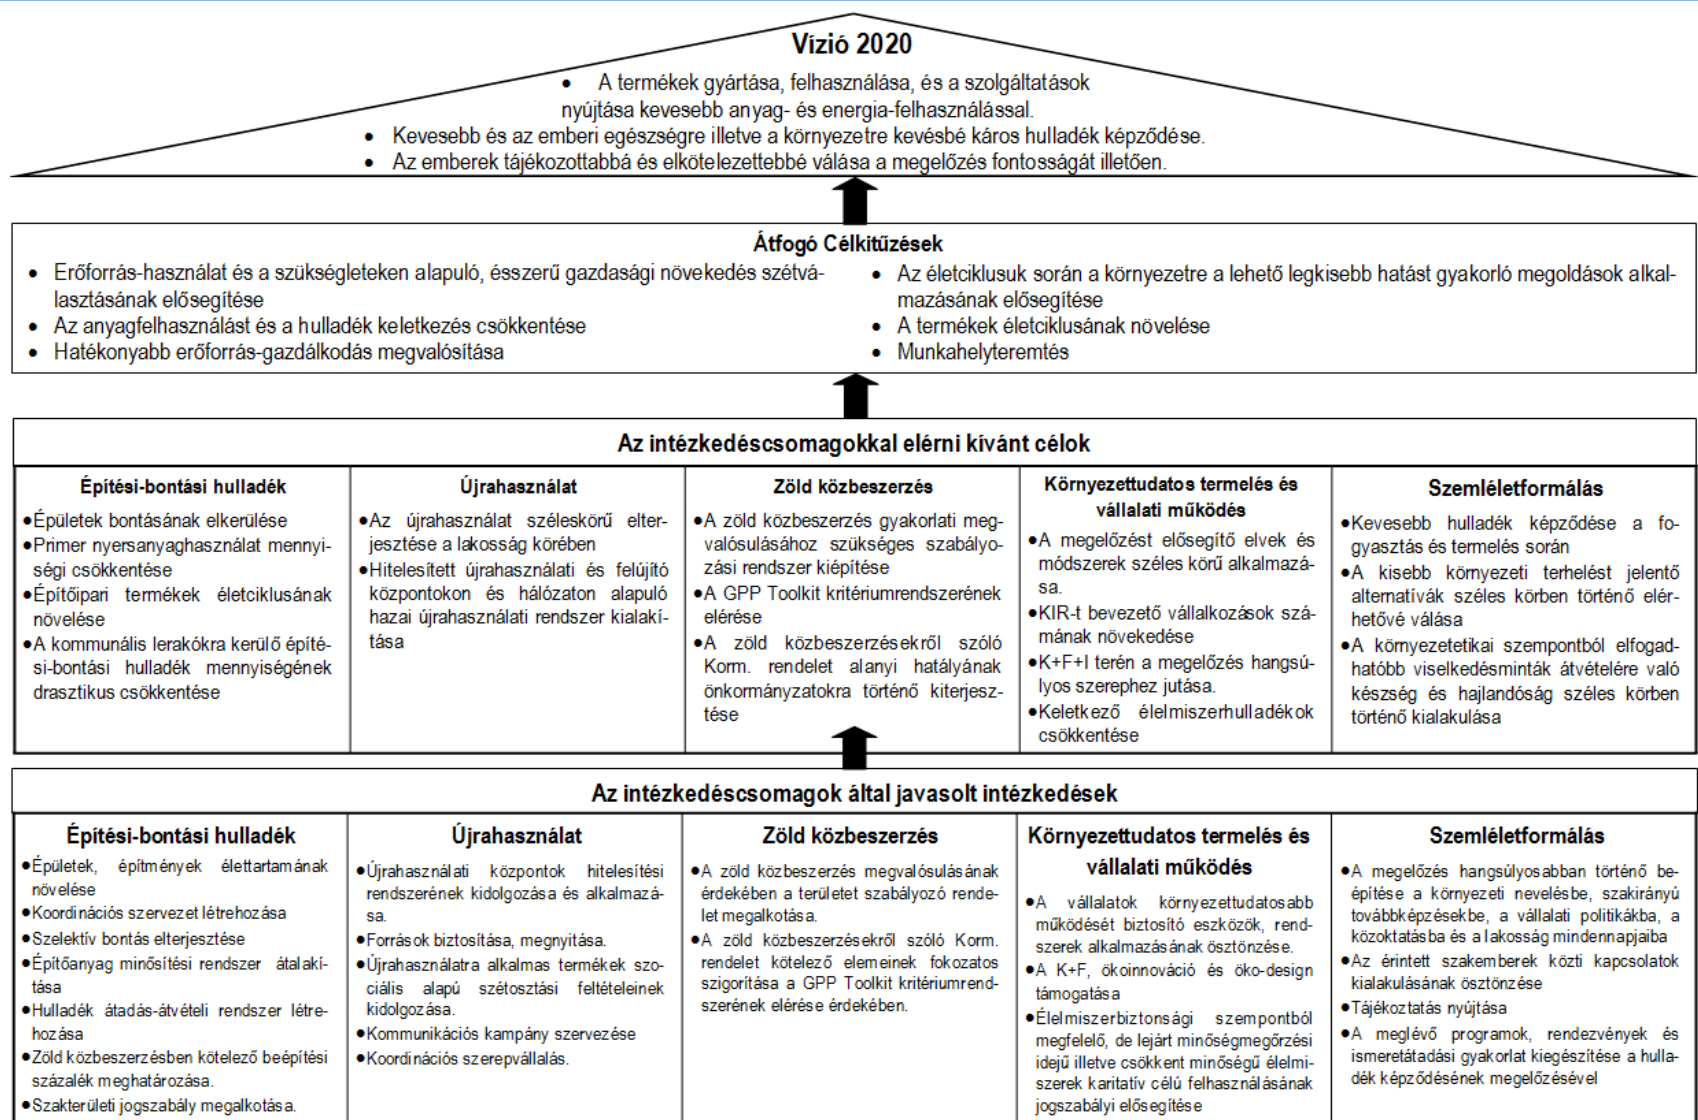 Vízió 2020
• A termékek gyártása, felhasználása, és a szolgáltatások
nyújtása kevesebb anyag- és energia-felhasználással.
• Kevesebb és az emberi egészségre illetve a környezetre kevésbé káros hulladék képződése.
• Az emberek tájékozottabbá és elkötelezettebbé válása a megelőzés fontosságát illetően.
Átfogó Célkitűzések
• Erőforrás-használat és a szükségleteken alapuló, ésszerű gazdasági növekedés szétvá-
lasztásának elősegítése
• Az anyagfelhasználást és a hulladék keletkezés csökkentése
• Hatékonyabb erőforrás-gazdálkodás megvalósítása
• Az életciklusuk során a környezetre a lehető legkisebb hatást gyakorló megoldások alkal-
mazásának elősegítése
• A termékek életciklusának növelése
• Munkahelyteremtés
Az intézkedéscsomagokkal elérni kívánt célok
Építési-bontási hulladék
•Épületek bontásának elkerülése
•Primer nyersanyaghasználat mennyi-
ségi csökkentése
•Építőipari termékek életciklusának
növelése
•A kommunális lerakókra kerülő építé-
si-bontási hulladék mennyiségének
drasztikus csökkentése
Újrahasználat
•Az újrahasználat széleskörű elter-
jesztése a lakosság körében
•Hitelesített újrahasználati és felújító
központokon és hálózaton alapuló
hazai újrahasználati rendszer kialakí-
tása
Zöld közbeszerzés
•A zöld közbeszerzés gyakorlati meg-
valósulásához szükséges szabályo-
zási rendszer kiépítése
•A GPP Toolkit kritériumrendszerének
elérése
•A zöld közbeszerzésekről szóló
Korm. rendelet alanyi hatályának
önkormányzatokra történő kiterjesz-
tése
Környezettudatos termelés és
vállalati működés
•A megelőzést elősegítő elvek és
módszerek széles körű alkalmazá-
sa.
•KIR-t bevezető vállalkozások szá-
mának növekedése
•K+F+I terén a megelőzés hangsú-
lyos szerephez jutása.
•Keletkező élelmiszerhulladékok
csökkentése
Szemléletformálás
•Kevesebb hulladék képződése a fo-
gyasztás és termelés során
•A kisebb környezeti terhelést jelentő
alternatívák széles körben történő elér-
hetővé válása
•A környezetetikai szempontból elfogad-
hatóbb viselkedésminták átvételére való
készség és hajlandóság széles körben
történő kialakulása
Az intézkedéscsomagok által javasolt intézkedések
Építési-bontási hulladék
•Épületek, építmények élettartamának
növelése
•Koordinációs szervezet létrehozása
•Szelektív bontás elterjesztése
•Építőanyag minősítési rendszer átalakí-
tása
•Hulladék átadás-átvételi rendszer létre-
hozása
•Zöld közbeszerzésben kötelező beépítési
százalék meghatározása.
•Szakterületi jogszabály megalkotása.
Újrahasználat
•Újrahasználati központok hitelesítési
rendszerének kidolgozása és alkalmazá-
sa.
•Források biztosítása, megnyitása.
•Újrahasználatra alkalmas termékek szo-
ciális alapú szétosztási feltételeinek
kidolgozása.
•Kommunikációs kampány szervezése
•Koordinációs szerepvállalás.
Zöld közbeszerzés
•A zöld közbeszerzés megvalósulásának
érdekében a területet szabályozó rende-
let megalkotása.
•A zöld közbeszerzésekről szóló Korm.
rendelet kötelező elemeinek fokozatos
szigorítása a GPP Toolkit kritériumrend-
szerének elérése érdekében.
Környezettudatos termelés és
vállalati működés
•A vállalatok környezettudatosabb
működését biztosító eszközök, rend-
szerek alkalmazásának ösztönzése.
•A K+F, ökoinnováció és öko-design
támogatása
•Élelmiszerbiztonsági szempontból
megfelelő, de lejárt minőségmegőrzési
idejű illetve csökkent minőségű élelmi-
szerek karitatív célú felhasználásának
jogszabályi elősegítése
Szemléletformálás
•A megelőzés hangsúlyosabban történő be-
építése a környezeti nevelésbe, szakirányú
továbbképzésekbe, a vállalati politikákba, a
közoktatásba és a lakosság mindennapjaiba
•Az érintett szakemberek közti kapcsolatok
kialakulásának ösztönzése
•Tájékoztatás nyújtása
•A meglévő programok, rendezvények és
ismeretátadási gyakorlat kiegészítése a hulla-
dék képződésének megelőzésével